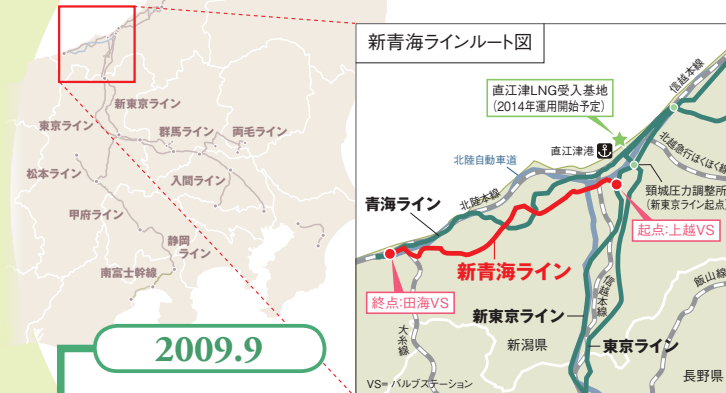 新東京ライン
東京ライン
群馬ライン
両毛ライン
松本ライン
入間ライン
甲府ライン
静岡
ライン
南富士幹線
2009.9
新青海ラインルート図
信越本線
直江津LNG受入基地
(2014年運用開始予定)
直江津港
北越急行ほくほく線
北陸自動車道
頸城圧力調整所
(新東京ライン起点)
北陸本線
青海ライン
起点:上越VS
新青海ライン
飯山線
終点:田海VS
信越本線
新東京ライン
大糸線
新潟県
東京ライン
長野県
VS=バルブステーション